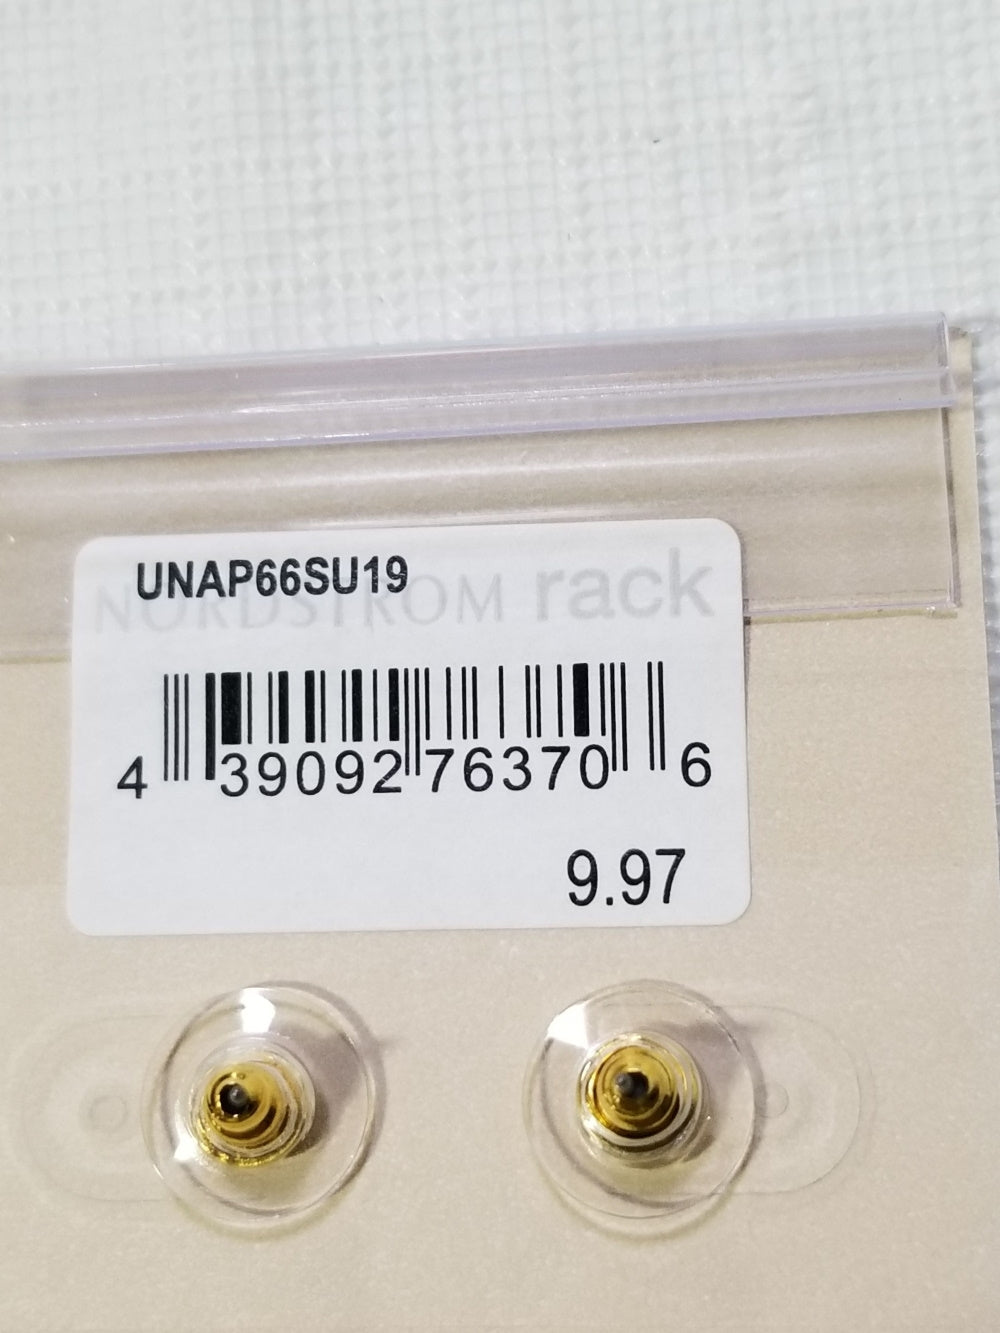 UNAP66SU19
NORDSTROM rack
4 39092 76370 6
9.97